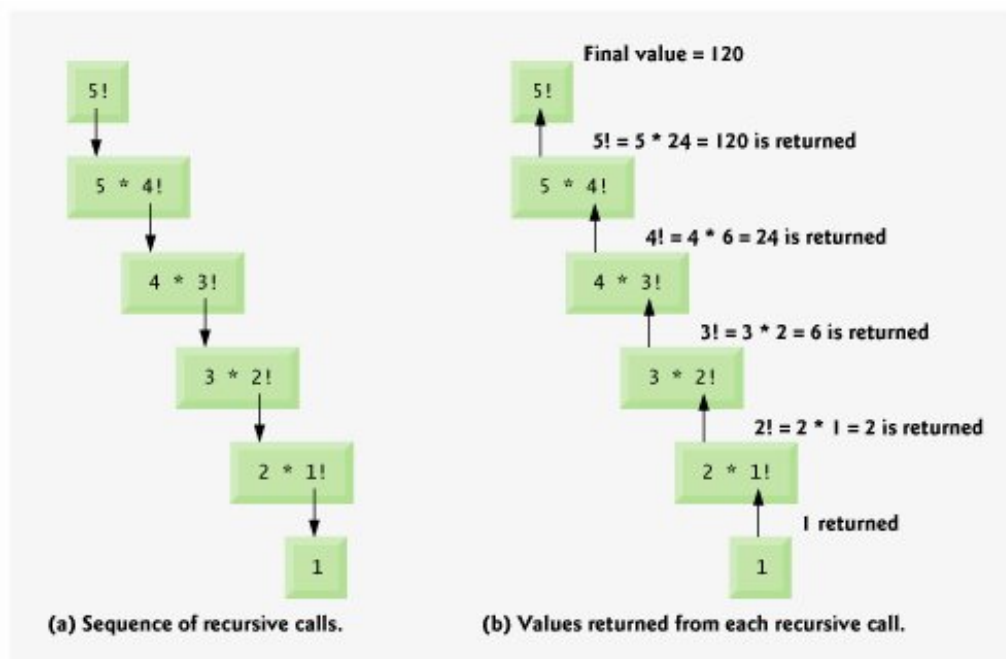 5!
5 * 4!
4 * 3!
3 * 2!
2 * 1!
1
(a) Sequence of recursive calls.
Final value = 120
5!
5! = 5 * 24 = 120 is returned
5 * 4!
4! = 4 * 6 = 24 is returned
4 * 3!
3! = 3 * 2 = 6 is returned
3 * 2!
2! = 2 * 1 = 2 is returned
2 * 1!
1 returned
1
(b) Values returned from each recursive call.